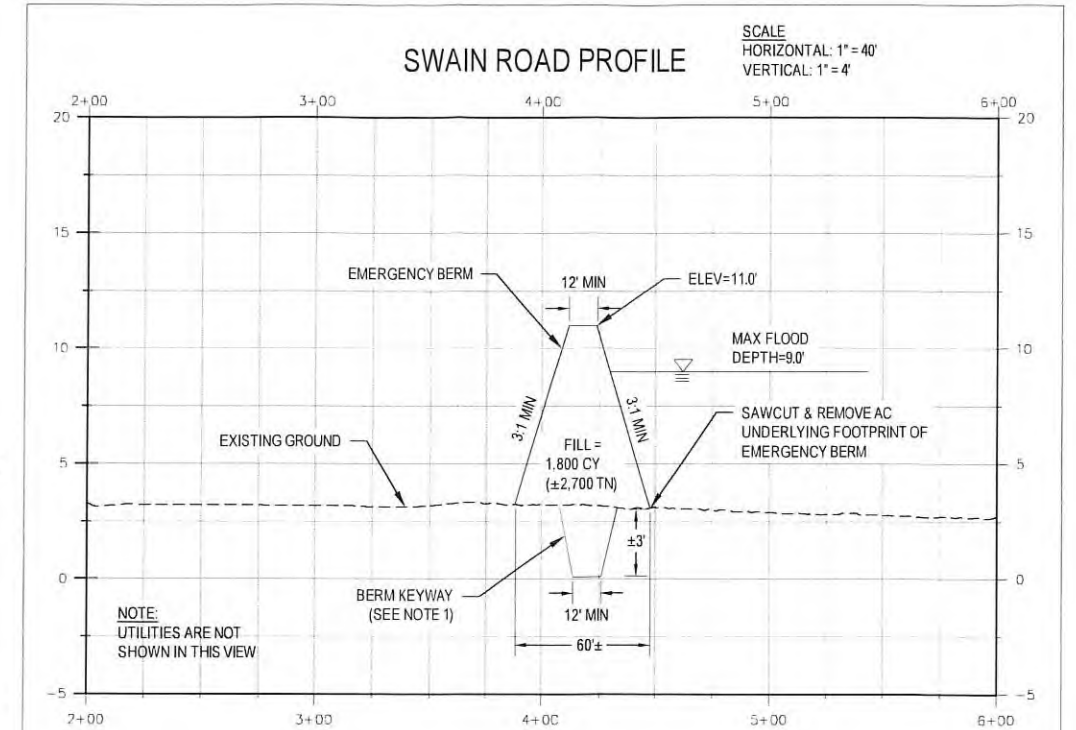 SWAIN ROAD PROFILE
SCALE
HORIZONTAL: 1" = 40'
VERTICAL: 1" = 4'
2+00 3+00 4+00 5+00 6+00
20 20
15 15
EMERGENCY BERM
12' MIN
ELEV=11.0'
MAX FLOOD
DEPTH=9.0'
10 10
3:1 MIN
3:1 MIN
SAWCUT & REMOVE AC
UNDERLYING FOOTPRINT OF
EMERGENCY BERM
EXISTING GROUND
FILL =
1,800 CY
(±2,700 TN)
5 5
±3'
0 0
BERM KEYWAY
(SEE NOTE 1)
12' MIN
60'±
NOTE:
UTILITIES ARE NOT
SHOWN IN THIS VIEW
-5 -5
2+00 3+00 4+00 5+00 6+00